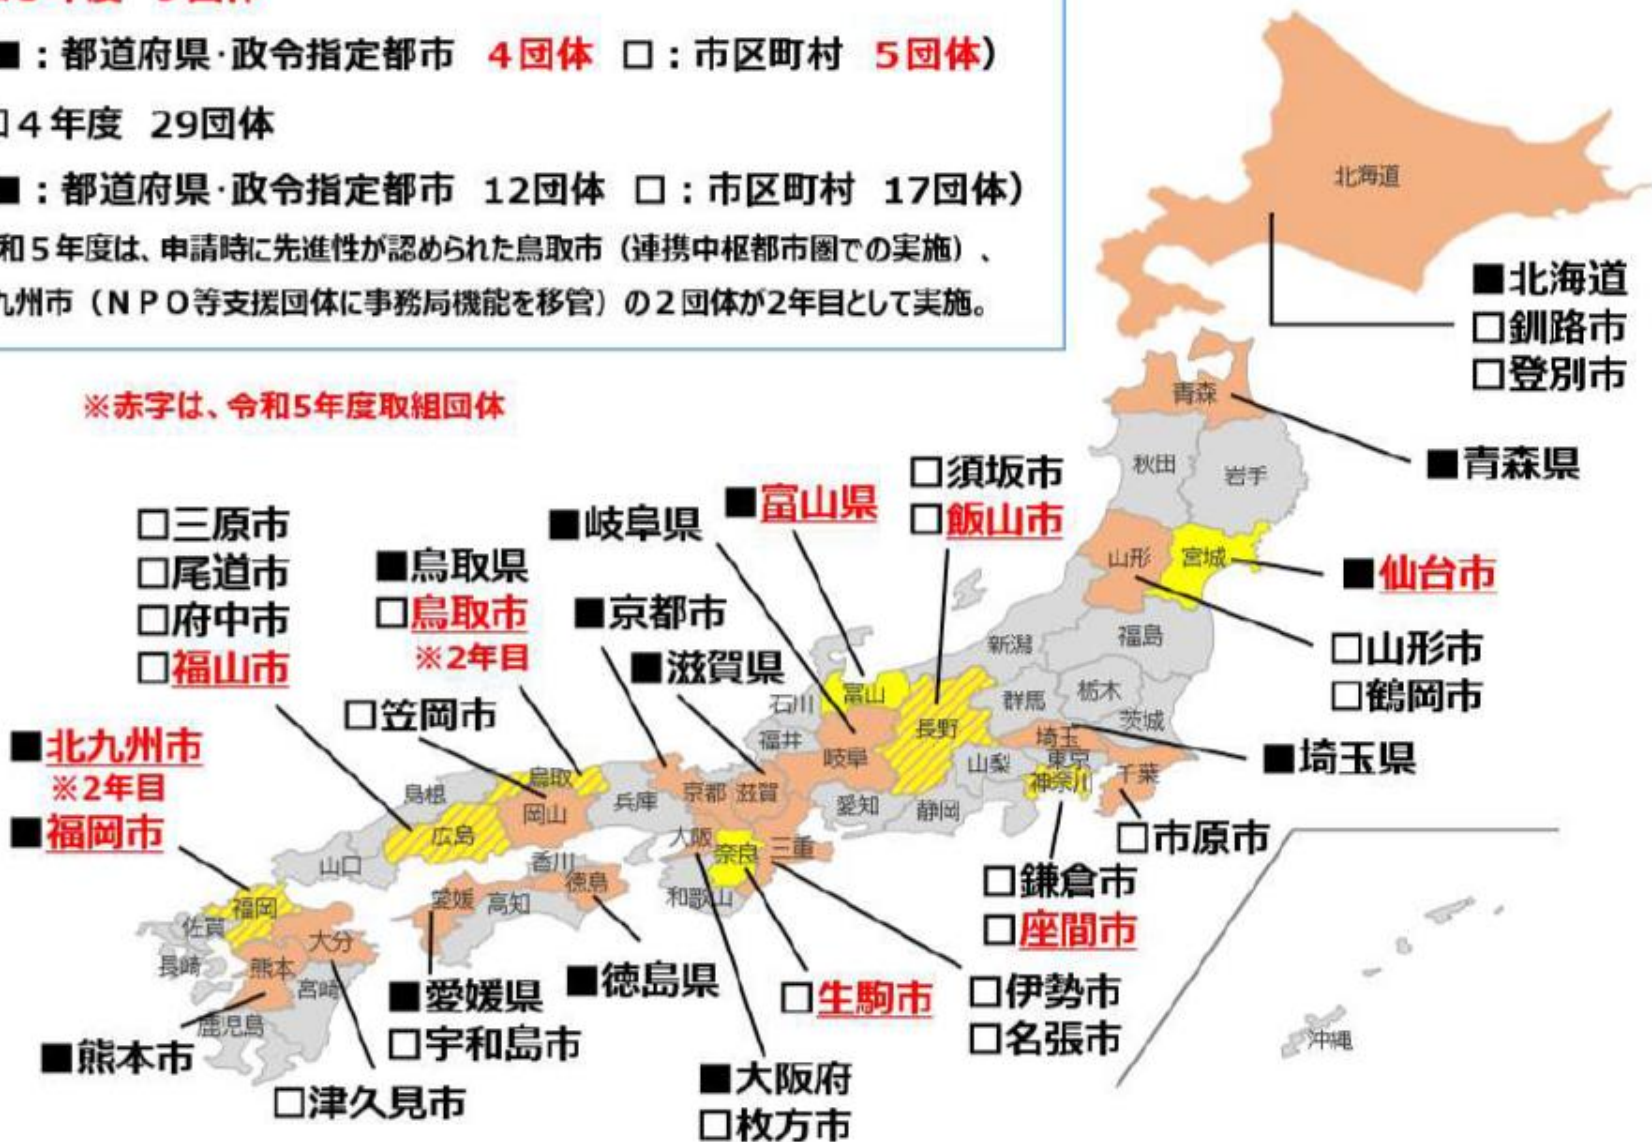 ■：都道府県･政令指定都市 4団体 □：市区町村 5団体）
４年度 29団体
■：都道府県･政令指定都市 12団体 □：市区町村 17団体）
和５年度は、申請時に先進性が認められた鳥取市（連携中枢都市圏での実施）、
九州市（ＮＰＯ等支援団体に事務局機能を移管）の２団体が2年目として実施。
※赤字は、令和5年度取組団体
北海道
■北海道
□釧路市
□登別市
青森
■青森県
秋田
岩手
山形
宮城
■仙台市
□山形市
□鶴岡市
福島
新潟
□須坂市
□飯山市
■富山県
■岐阜県
■鳥取県
□鳥取市
※2年目
■京都市
■滋賀県
□三原市
□尾道市
□府中市
□福山市
□笠岡市
■北九州市
※2年目
■福岡市
石川
富山
長野
群馬
栃木
茨城
福井
岐阜
山梨
埼玉
東京
神奈川
千葉
■埼玉県
□市原市
□鎌倉市
□座間市
島根
鳥取
岡山
兵庫
京都
滋賀
愛知
静岡
広島
山口
大阪
奈良
三重
和歌山
香川
徳島
愛媛
高知
福岡
佐賀
大分
長崎
熊本
宮崎
鹿児島
沖縄
■熊本市
□津久見市
■愛媛県
□宇和島市
■徳島県
■大阪府
□枚方市
□生駒市
□伊勢市
□名張市